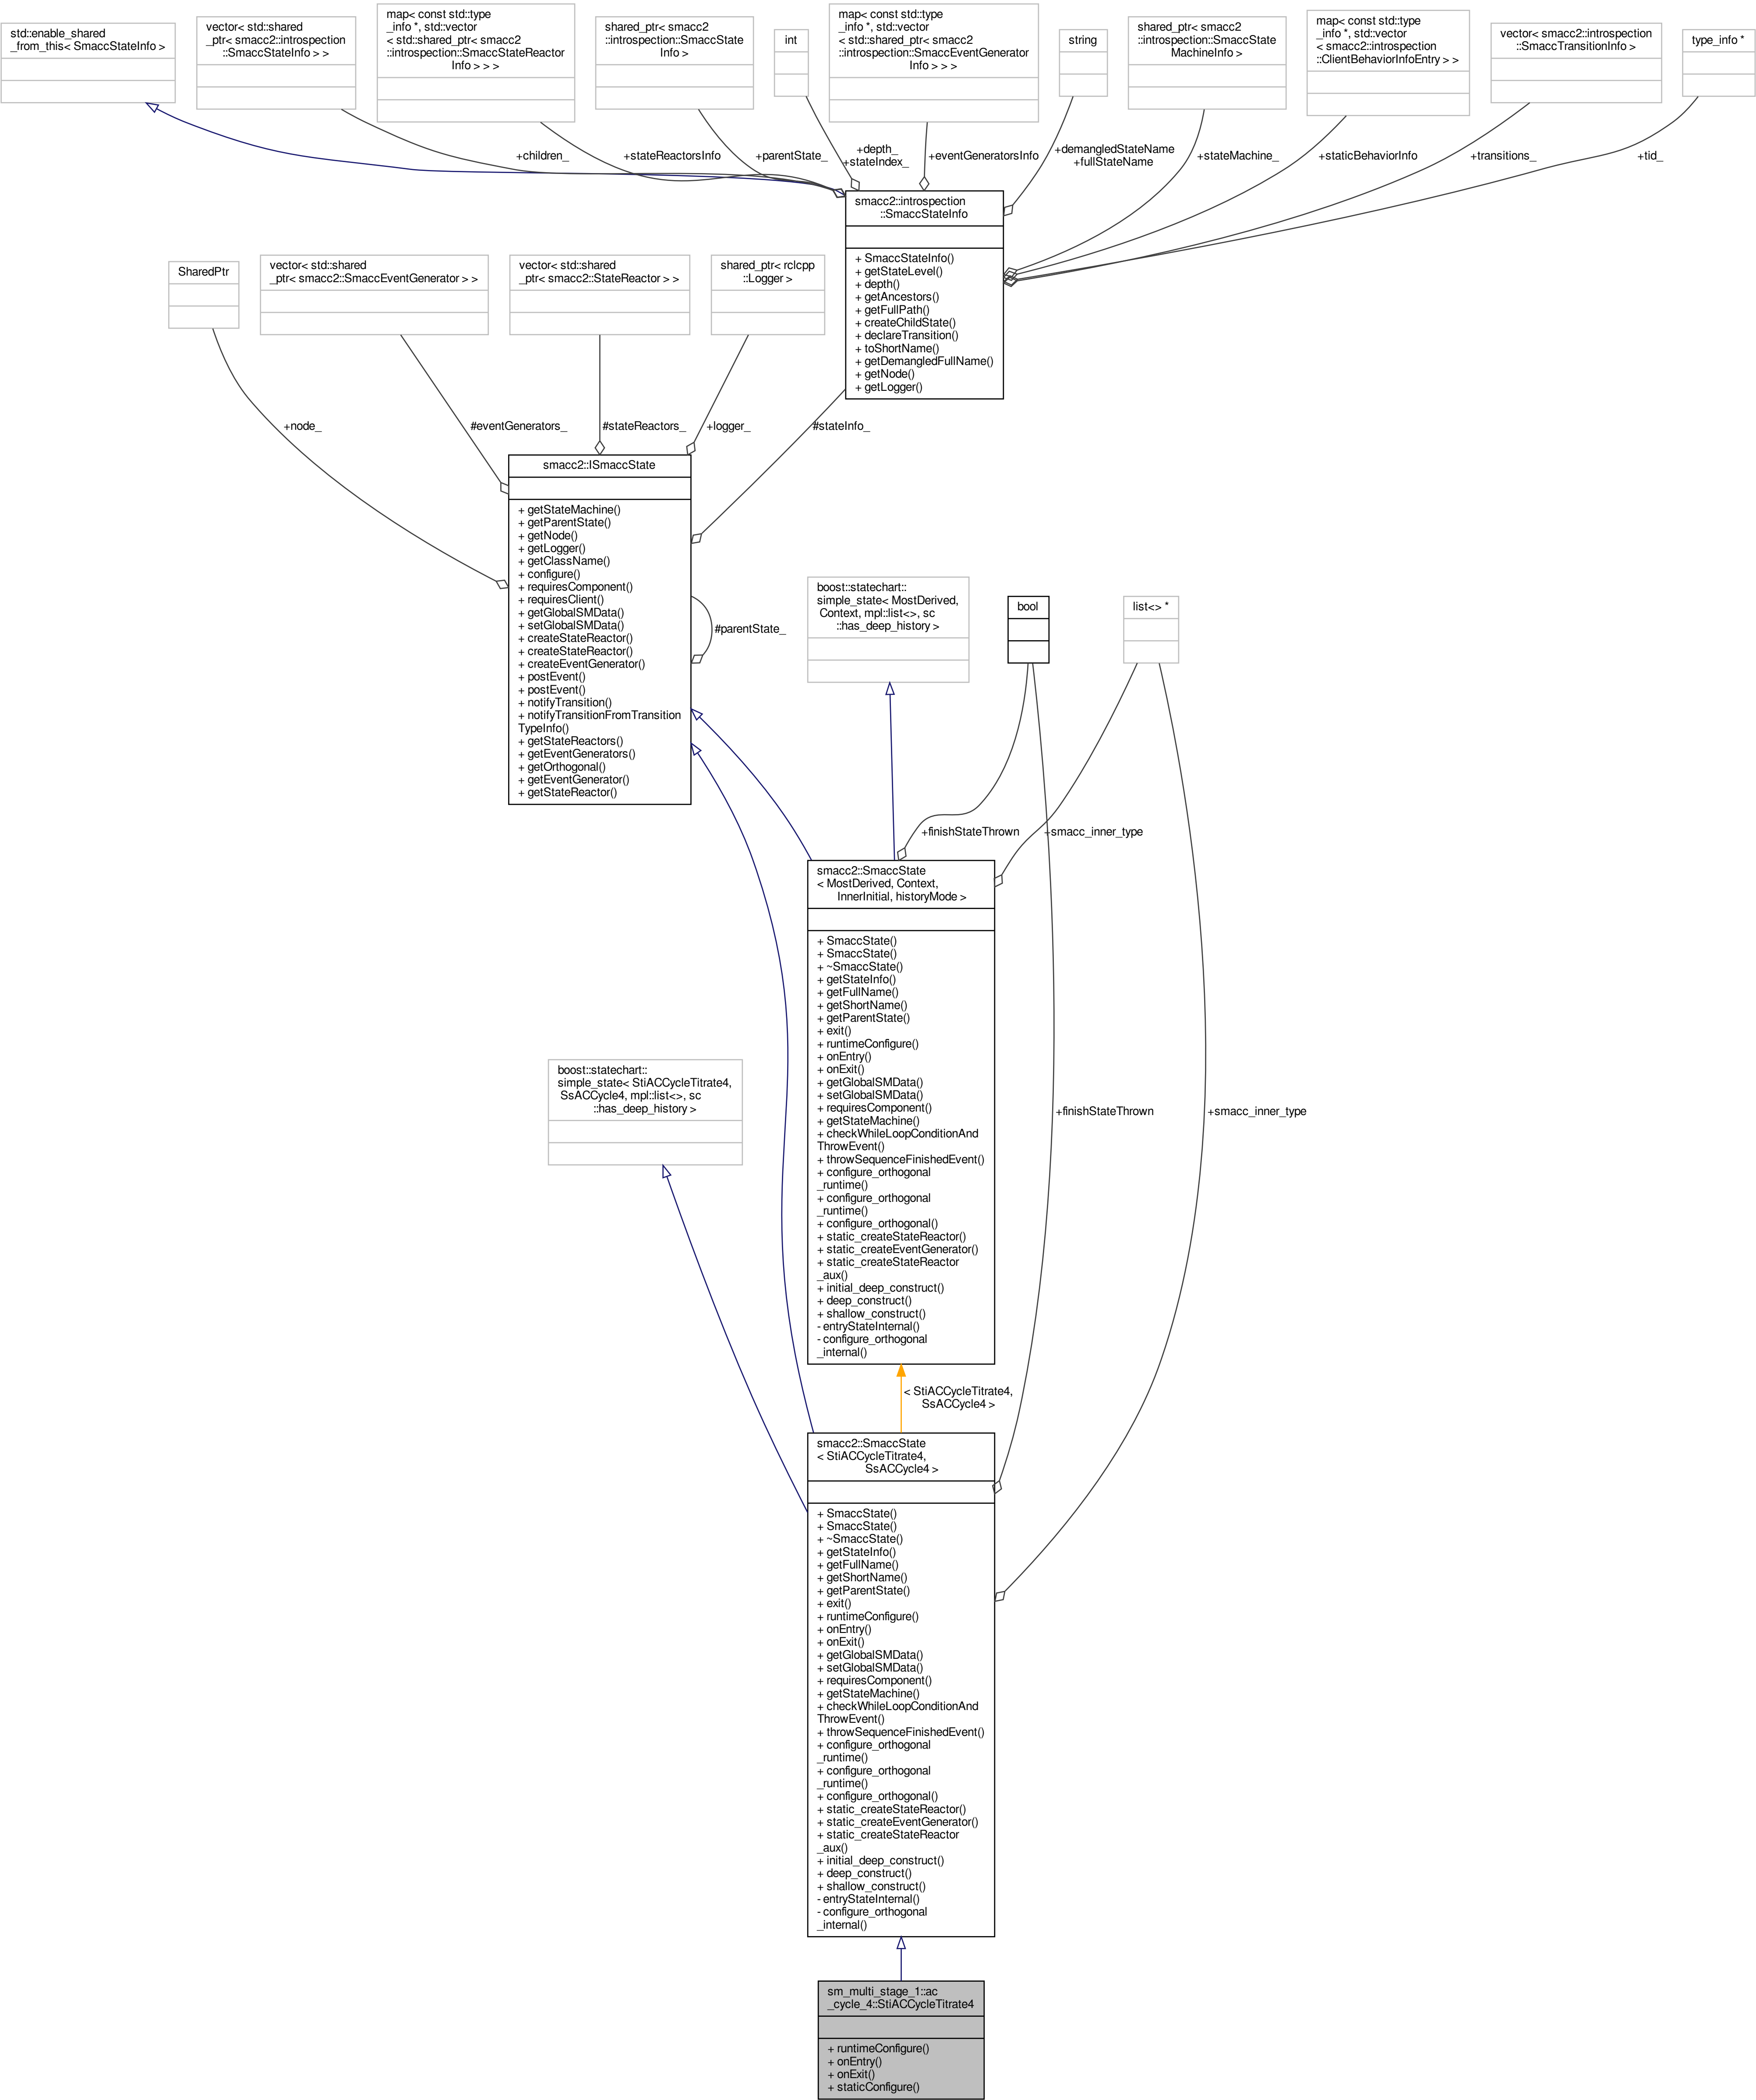 std::enable_shared
_from_this< SmaccStateInfo >
vector< std::shared
_ptr< smacc2::introspection
::SmaccStateInfo > >
map< const std::type
_info *, std::vector
< std::shared_ptr< smacc2
::introspection::SmaccStateReactor
Info > > >
shared_ptr< smacc2
::introspection::SmaccState
Info >
int
map< const std::type
_info *, std::vector
< std::shared_ptr< smacc2
::introspection::SmaccEventGenerator
Info > > >
string
shared_ptr< smacc2
::introspection::SmaccState
MachineInfo >
map< const std::type
_info *, std::vector
< smacc2::introspection
::ClientBehaviorInfoEntry > >
vector< smacc2::introspection
::SmaccTransitionInfo >
type_info *
+children_
+stateReactorsInfo
+parentState_
+depth_
+stateIndex_
+eventGeneratorsInfo
+demangledStateName
+fullStateName
+stateMachine_
+staticBehaviorInfo
+transitions_
+tid_
smacc2::introspection
::SmaccStateInfo
+ SmaccStateInfo()
+ getStateLevel()
+ depth()
+ getAncestors()
+ getFullPath()
+ createChildState()
+ declareTransition()
+ toShortName()
+ getDemangledFullName()
+ getNode()
+ getLogger()
SharedPtr
vector< std::shared
_ptr< smacc2::SmaccEventGenerator > >
vector< std::shared
_ptr< smacc2::StateReactor > >
shared_ptr< rclcpp
::Logger >
+node_
#eventGenerators_
#stateReactors_
+logger_
#stateInfo_
smacc2::ISmaccState
+ getStateMachine()
+ getParentState()
+ getNode()
+ getLogger()
+ getClassName()
+ configure()
+ requiresComponent()
+ requiresClient()
+ getGlobalSMData()
+ setGlobalSMData()
+ createStateReactor()
+ createStateReactor()
+ createEventGenerator()
+ postEvent()
+ postEvent()
+ notifyTransition()
+ notifyTransitionFromTransition
TypeInfo()
+ getStateReactors()
+ getEventGenerators()
+ getOrthogonal()
+ getEventGenerator()
+ getStateReactor()
#parentState_
boost::statechart::
simple_state< MostDerived,
Context, mpl::list<>, sc
::has_deep_history >
bool
list<> *
+finishStateThrown
+smacc_inner_type
smacc2::SmaccState
< MostDerived, Context,
InnerInitial, historyMode >
+ SmaccState()
+ SmaccState()
+ ~SmaccState()
+ getStateInfo()
+ getFullName()
+ getShortName()
+ getParentState()
+ exit()
+ runtimeConfigure()
+ onEntry()
+ onExit()
+ getGlobalSMData()
+ setGlobalSMData()
+ requiresComponent()
+ getStateMachine()
+ checkWhileLoopConditionAnd
ThrowEvent()
+ throwSequenceFinishedEvent()
+ configure_orthogonal
_runtime()
+ configure_orthogonal
_runtime()
+ configure_orthogonal()
+ static_createStateReactor()
+ static_createEventGenerator()
+ static_createStateReactor
_aux()
+ initial_deep_construct()
+ deep_construct()
+ shallow_construct()
- entryStateInternal()
- configure_orthogonal
_internal()
boost::statechart::
simple_state< StiACCycleTitrate4,
SsACCycle4, mpl::list<>, sc
::has_deep_history >
+finishStateThrown
+smacc_inner_type
< StiACCycleTitrate4,
SsACCycle4 >
smacc2::SmaccState
< StiACCycleTitrate4,
SsACCycle4 >
+ SmaccState()
+ SmaccState()
+ ~SmaccState()
+ getStateInfo()
+ getFullName()
+ getShortName()
+ getParentState()
+ exit()
+ runtimeConfigure()
+ onEntry()
+ onExit()
+ getGlobalSMData()
+ setGlobalSMData()
+ requiresComponent()
+ getStateMachine()
+ checkWhileLoopConditionAnd
ThrowEvent()
+ throwSequenceFinishedEvent()
+ configure_orthogonal
_runtime()
+ configure_orthogonal
_runtime()
+ configure_orthogonal()
+ static_createStateReactor()
+ static_createEventGenerator()
+ static_createStateReactor
_aux()
+ initial_deep_construct()
+ deep_construct()
+ shallow_construct()
- entryStateInternal()
- configure_orthogonal
_internal()
sm_multi_stage_1::ac
_cycle_4::StiACCycleTitrate4
+ runtimeConfigure()
+ onEntry()
+ onExit()
+ staticConfigure()